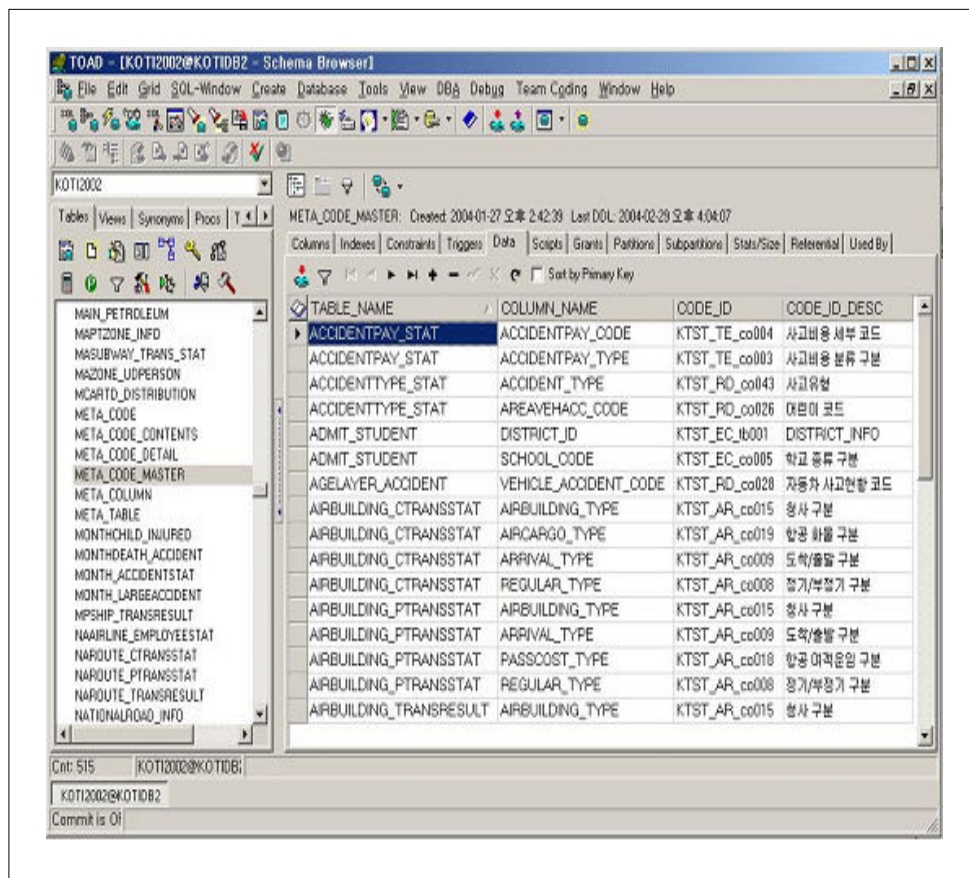 TOAD - [KOTI2002@KOTIDB2 - Schema Browser]
File Edit Grid SQL-Window Create Database Tools View DBA Debug Team Coding Window Help
KOTI2002
Tables Views Synonyms Procs T
META_CODE_MASTER: Created: 2004-01-27 오후 2:42:39 Last DDL: 2004-02-29 오후 4:04:07
Columns Indexes Constraints Triggers Data Scripts Grants Partitions Subpartitions Stats/Size Referential Used By
Sort by Primary Key
MAIN_PETROLEUM
MAPTZONE_INFO
MASUBWAY_TRANS_STAT
MAZONE_UDPERSON
MCARTD_DISTRIBUTION
META_CODE
META_CODE_CONTENTS
META_CODE_DETAIL
META_CODE_MASTER
META_COLUMN
META_TABLE
MONTHCHILD_INJURED
MONTHDEATH_ACCIDENT
MONTH_ACCIDENTSTAT
MONTH_LARGEACCIDENT
MPSHIP_TRANSRESULT
NAAIRLINE_EMPLOYEESTAT
NAROUTE_CTRANSSTAT
NAROUTE_PTRANSSTAT
NAROUTE_TRANSRESULT
NATIONALROAD_INFO
TABLE_NAME COLUMN_NAME CODE_ID CODE_ID_DESC
ACCIDENTPAY_STAT ACCIDENTPAY_CODE KTST_TE_co004 사고비용 세부 코드
ACCIDENTPAY_STAT ACCIDENTPAY_TYPE KTST_TE_co003 사고비용 분류 구분
ACCIDENTTYPE_STAT ACCIDENT_TYPE KTST_RD_co043 사고유형
ACCIDENTTYPE_STAT AREAVEHACC_CODE KTST_RD_co026 어린이 코드
ADMIT_STUDENT DISTRICT_ID KTST_EC_tb001 DISTRICT_INFO
ADMIT_STUDENT SCHOOL_CODE KTST_EC_co005 학교 종류 구분
AGELAYER_ACCIDENT VEHICLE_ACCIDENT_CODE KTST_RD_co028 자동차 사고현황 코드
AIRBUILDING_CTRANSSTAT AIRBUILDING_TYPE KTST_AR_co015 청사 구분
AIRBUILDING_CTRANSSTAT AIRCARGO_TYPE KTST_AR_co019 항공 화물 구분
AIRBUILDING_CTRANSSTAT ARRIVAL_TYPE KTST_AR_co009 도착/출발 구분
AIRBUILDING_CTRANSSTAT REGULAR_TYPE KTST_AR_co008 정기/부정기 구분
AIRBUILDING_PTRANSSTAT AIRBUILDING_TYPE KTST_AR_co015 청사 구분
AIRBUILDING_PTRANSSTAT ARRIVAL_TYPE KTST_AR_co009 도착/출발 구분
AIRBUILDING_PTRANSSTAT PASSCOST_TYPE KTST_AR_co018 항공 여객운임 구분
AIRBUILDING_PTRANSSTAT REGULAR_TYPE KTST_AR_co008 정기/부정기 구분
AIRBUILDING_TRANSRESULT AIRBUILDING_TYPE KTST_AR_co015 청사 구분
Cnt: 515 KOTI2002@KOTIDB
KOTI2002@KOTIDB2
Commit is Of